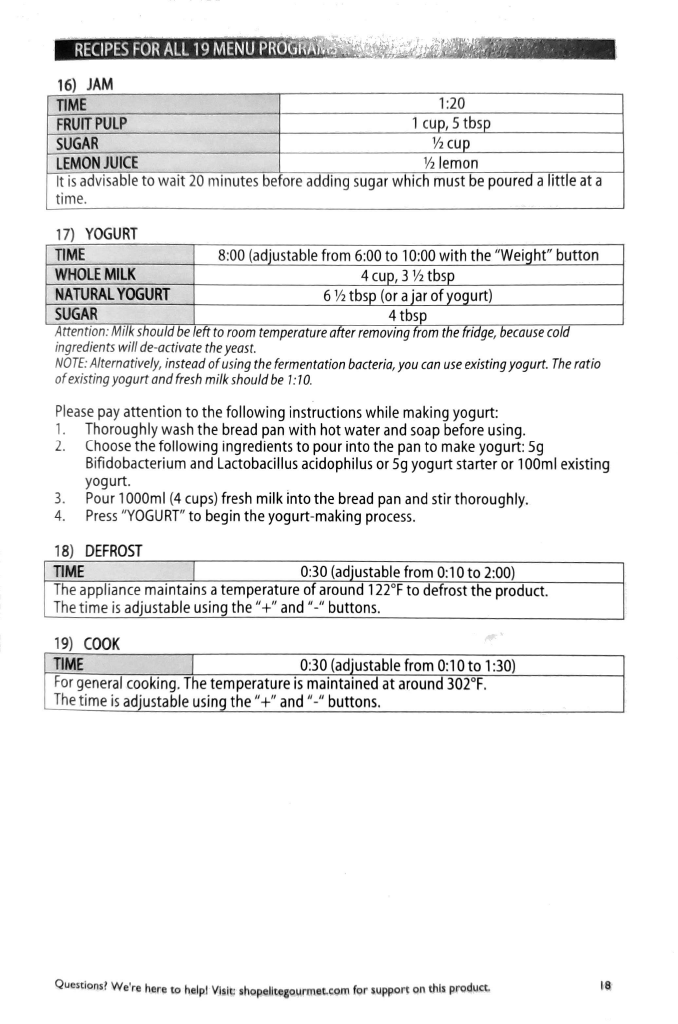 RECIPES FOR ALL 19 MENU PROGRAMS
16) JAM
TIME 1:20
FRUIT PULP 1 cup, 5 tbsp
SUGAR ½ cup
LEMON JUICE ½ lemon
It is advisable to wait 20 minutes before adding sugar which must be poured a little at a
time.
17) YOGURT
TIME 8:00 (adjustable from 6:00 to 10:00 with the "Weight" button
WHOLE MILK 4 cup, 3 ½ tbsp
NATURAL YOGURT 6 ½ tbsp (or a jar of yogurt)
SUGAR 4 tbsp
Attention: Milk should be left to room temperature after removing from the fridge, because cold
ingredients will de-activate the yeast.
NOTE: Alternatively, instead of using the fermentation bacteria, you can use existing yogurt. The ratio
of existing yogurt and fresh milk should be 1:10.
Please pay attention to the following instructions while making yogurt:
1. Thoroughly wash the bread pan with hot water and soap before using.
2. Choose the following ingredients to pour into the pan to make yogurt: 5g
Bifidobacterium and Lactobacillus acidophilus or 5g yogurt starter or 100ml existing
yogurt.
3. Pour 1000ml (4 cups) fresh milk into the bread pan and stir thoroughly.
4. Press "YOGURT" to begin the yogurt-making process.
18) DEFROST
TIME 0:30 (adjustable from 0:10 to 2:00)
The appliance maintains a temperature of around 122°F to defrost the product.
The time is adjustable using the "+" and "-" buttons.
19) COOK
TIME 0:30 (adjustable from 0:10 to 1:30)
For general cooking. The temperature is maintained at around 302°F.
The time is adjustable using the "+" and "-" buttons.
Questions? We're here to help! Visit: shopelitegourmet.com for support on this product. 18